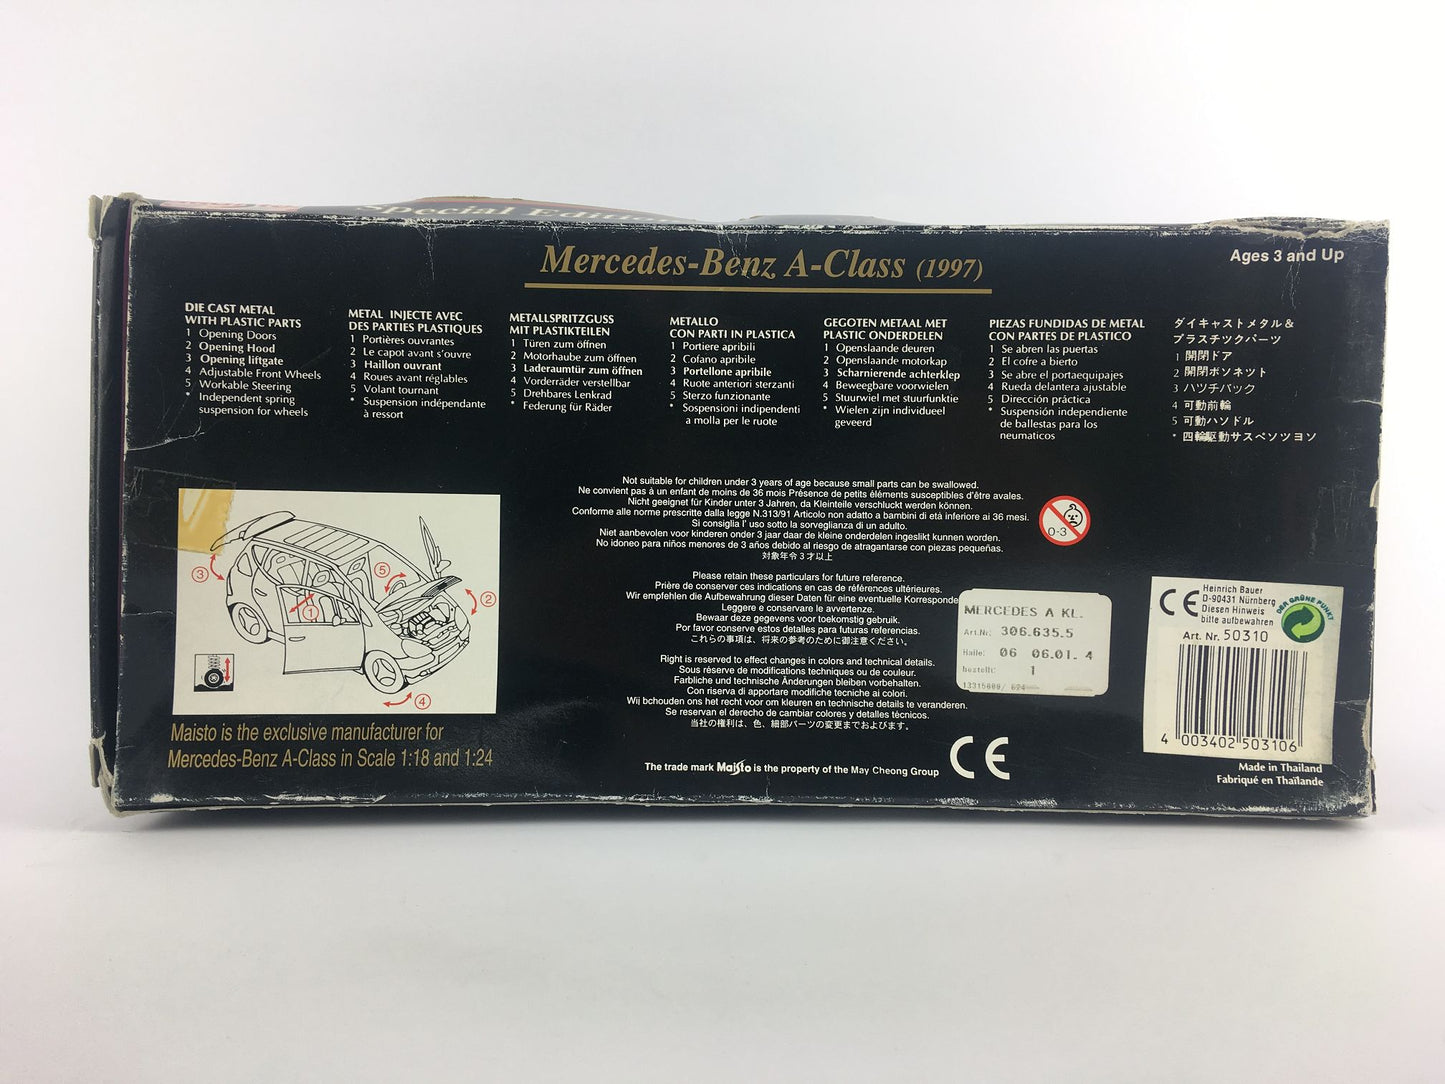 Special Edition
Mercedes-Benz A-Class (1997)
Ages 3 and Up
DIE CAST METAL
WITH PLASTIC PARTS
1 Opening Doors
2 Opening Hood
3 Opening liftgate
4 Adjustable Front Wheels
5 Workable Steering
* Independent spring
suspension for wheels
METAL INJECTE AVEC
DES PARTIES PLASTIQUES
1 Portières ouvrantes
2 Le capot avant s'ouvre
3 Haillon ouvrant
4 Roues avant réglables
5 Volant tournant
* Suspension indépendante
à ressort
METALLSPRITZGUSS
MIT PLASTIKTEILEN
1 Türen zum öffnen
2 Motorhaube zum öffnen
3 Laderaumtür zum öffnen
4 Vorderräder verstellbar
5 Drehbares Lenkrad
* Federung für Räder
METALLO
CON PARTI IN PLASTICA
1 Portiere apribili
2 Cofano apribile
3 Portellone apribile
4 Ruote anteriori sterzanti
5 Sterzo funzionante
* Sospensioni indipendenti
a molla per le ruote
GEGOTEN METAAL MET
PLASTIC ONDERDELEN
1 Openslaande deuren
2 Openslaande motorkap
3 Scharnierende achterklep
4 Beweegbare voorwielen
5 Stuurwiel met stuurfunktie
* Wielen zijn individueel
geveerd
PIEZAS FUNDIDAS DE METAL
CON PARTES DE PLASTICO
1 Se abren las puertas
2 El cofre a bierto
3 Se abre el portaequipajes
4 Rueda delantera ajustable
5 Dirección práctica
* Suspensión independiente
de ballestas para los
neumaticos
ダイキャストメタル&
プラスチックパーツ
1 開閉ドア
2 開閉ボンネット
3 ハッチバック
4 可動前輪
5 可動ハンドル
* 四輪駆動サスペンツョン
Not suitable for children under 3 years of age because small parts can be swallowed.
Ne convient pas à un enfant de moins de 36 mois Présence de petits éléments susceptibles d'être avales.
Nicht geeignet für Kinder unter 3 Jahren, da Kleinteile verschluckt werden können.
Conforme alle norme prescritte dalla legge N.313/91 Articolo non adatto a bambini di età inferiore ai 36 mesi.
Si consiglia l' uso sotto la sorveglianza di un adulto.
Niet aanbevolen voor kinderen onder 3 jaar daar de kleine onderdelen ingeslikt kunnen worden.
No idoneo para niños menores de 3 años debido al riesgo de atragantarse con piezas pequeñas.
対象年令3才以上
0-3
Please retain these particulars for future reference.
Prière de conserver ces indications en cas de références ultérieures.
Wir empfehlen die Aufbewahrung dieser Daten für eine eventuelle Korresponde
Leggere e conservare le avvertenze.
Bewaar deze gegevens voor toekomstig gebruik.
Por favor conserve estos detalles para futuras referencias.
これらの事項は、将来の参考のために御注意ください。
Right is reserved to effect changes in colors and technical details.
Sous réserve de modifications techniques ou de couleur.
Farbliche und technische Änderungen bleiben vorbehalten.
Con riserva di apportare modifiche tecniche ai colori.
Wij behouden ons het recht voor om kleuren en technische details te veranderen.
Se reservan el derecho de cambiar colores y detalles técnicos.
当社の権利は、色、細部パーツの変更までおよびます。
The trade mark Maisto is the property of the May Cheong Group
CE
1
2
3
4
5
Maisto is the exclusive manufacturer for
Mercedes-Benz A-Class in Scale 1:18 and 1:24
MERCEDES A KL.
Art.Nr. 306.635.5
Halle: 06 06.01.4
bestellt: 1
CE
Heinrich Bauer
D-90431 Nürnberg
Diesen Hinweis
bitte aufbewahren
DER GRÜNE PUNKT
Art. Nr. 50310
4 003402 503106
Made in Thailand
Fabriqué en Thaïlande